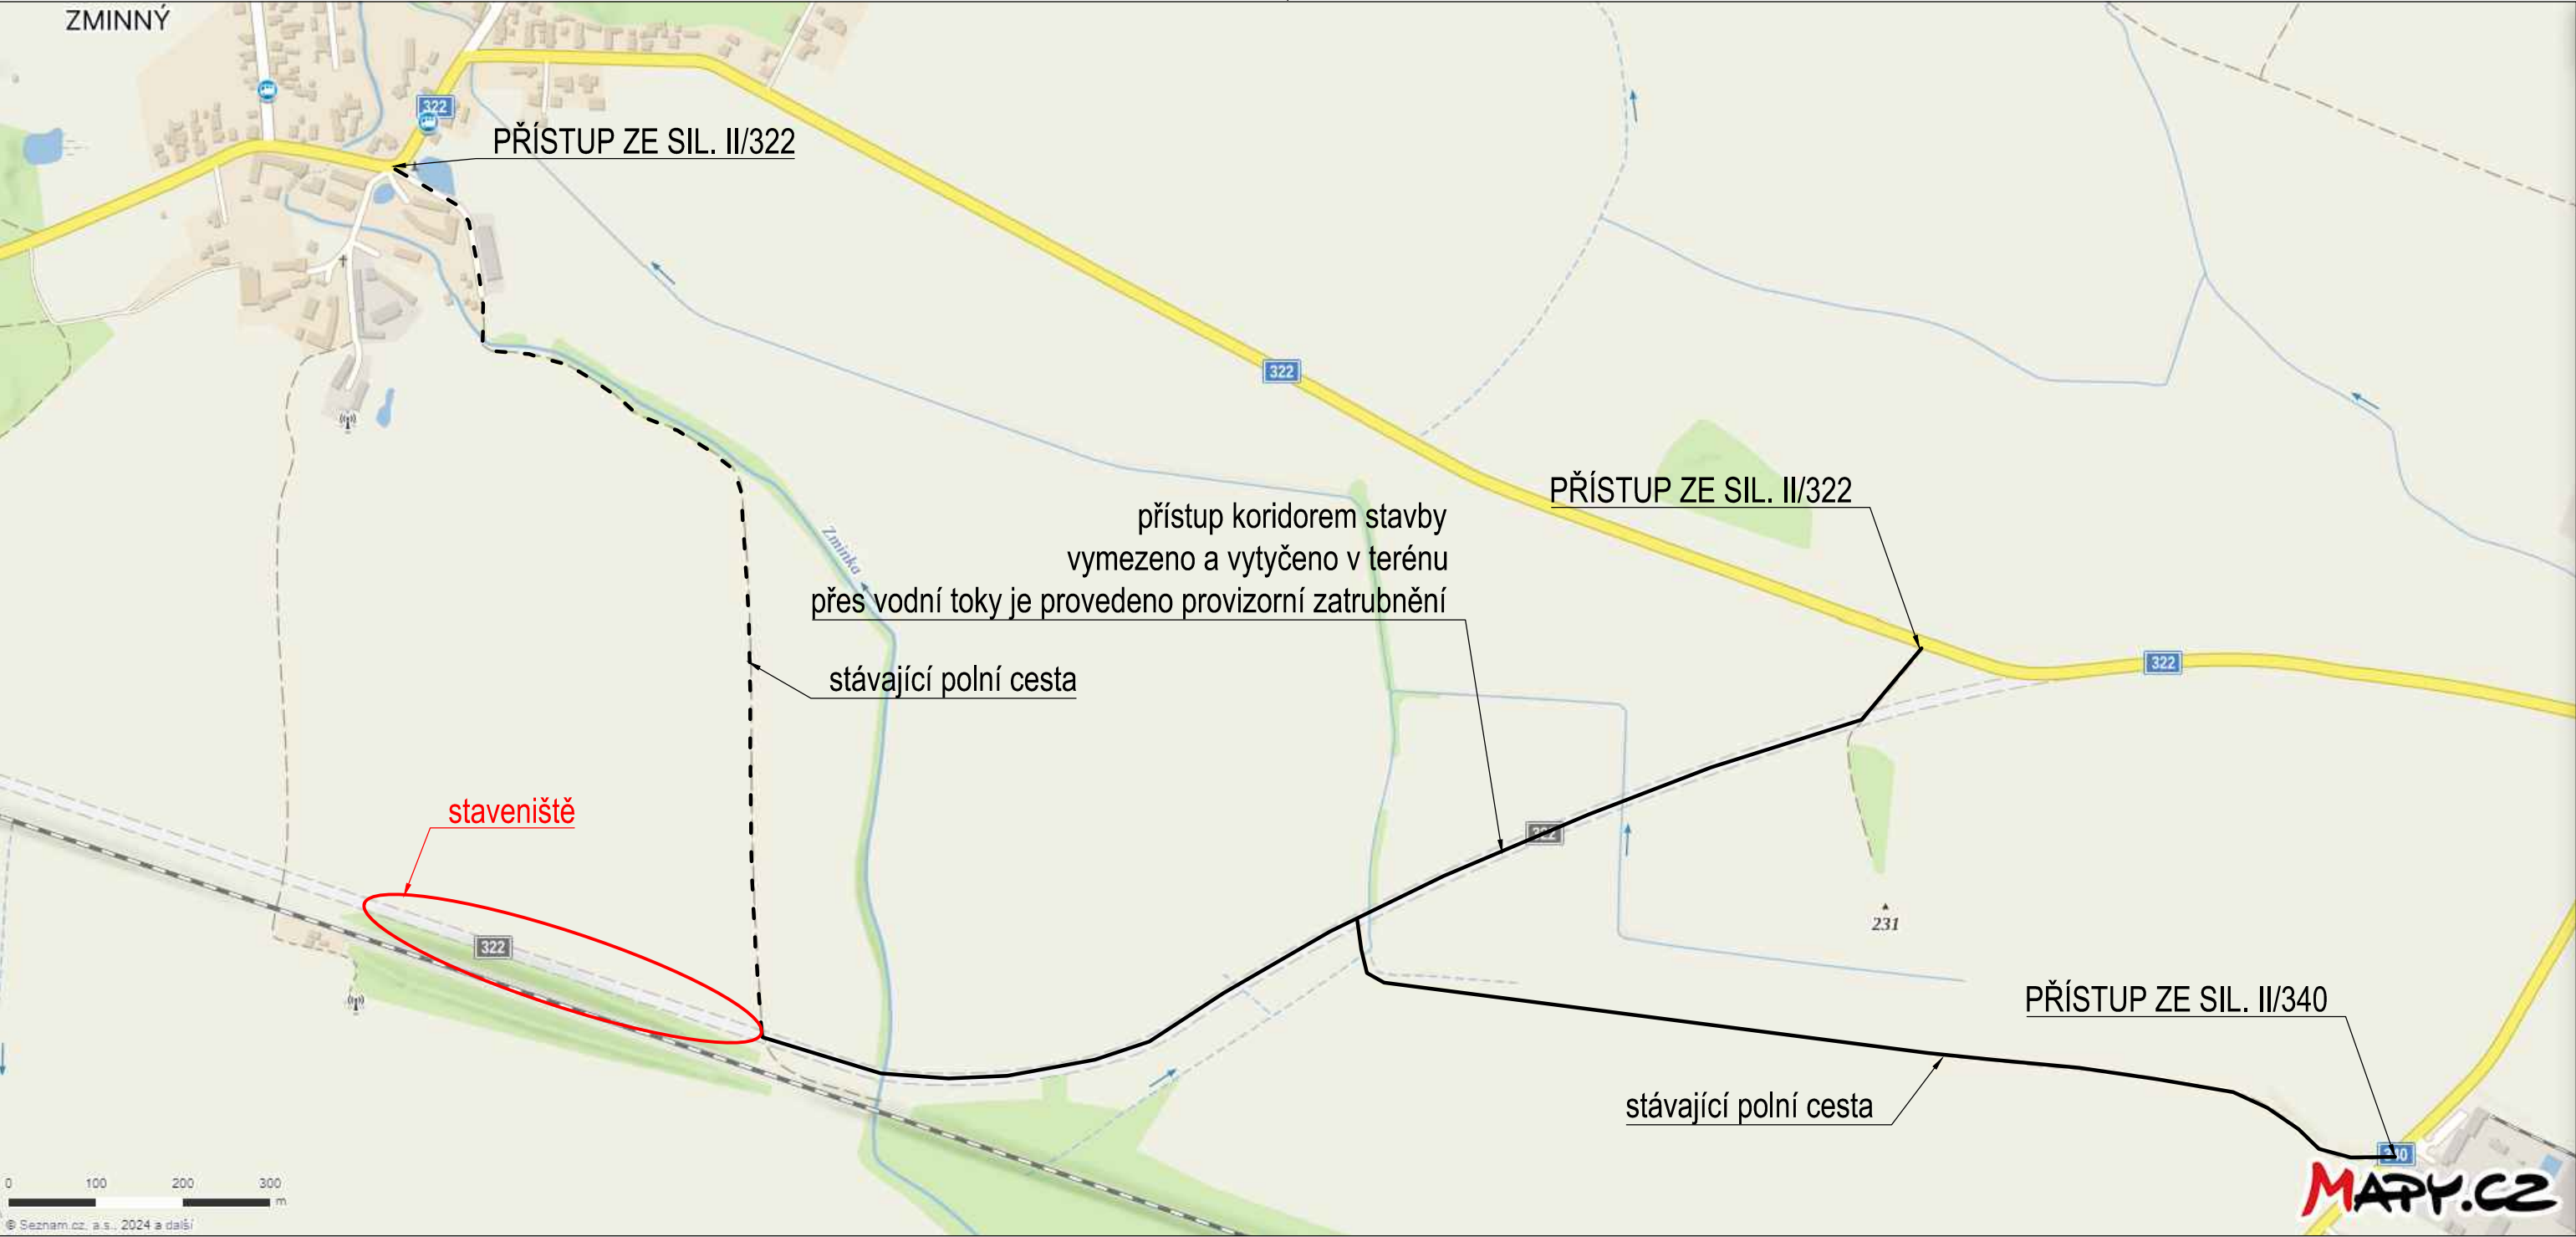 ZMINNÝ
322
PŘÍSTUP ZE SIL. II/322
322
PŘÍSTUP ZE SIL. II/322
přístup koridorem stavby
vymezeno a vytyčeno v terénu
přes vodní toky je provedeno provizorní zatrubnění
Zminka
322
stávající polní cesta
staveniště
322
322
231
PŘÍSTUP ZE SIL. II/340
stávající polní cesta
340
0 100 200 300
m
© Seznam.cz, a.s., 2024 a další
MAPY.CZ